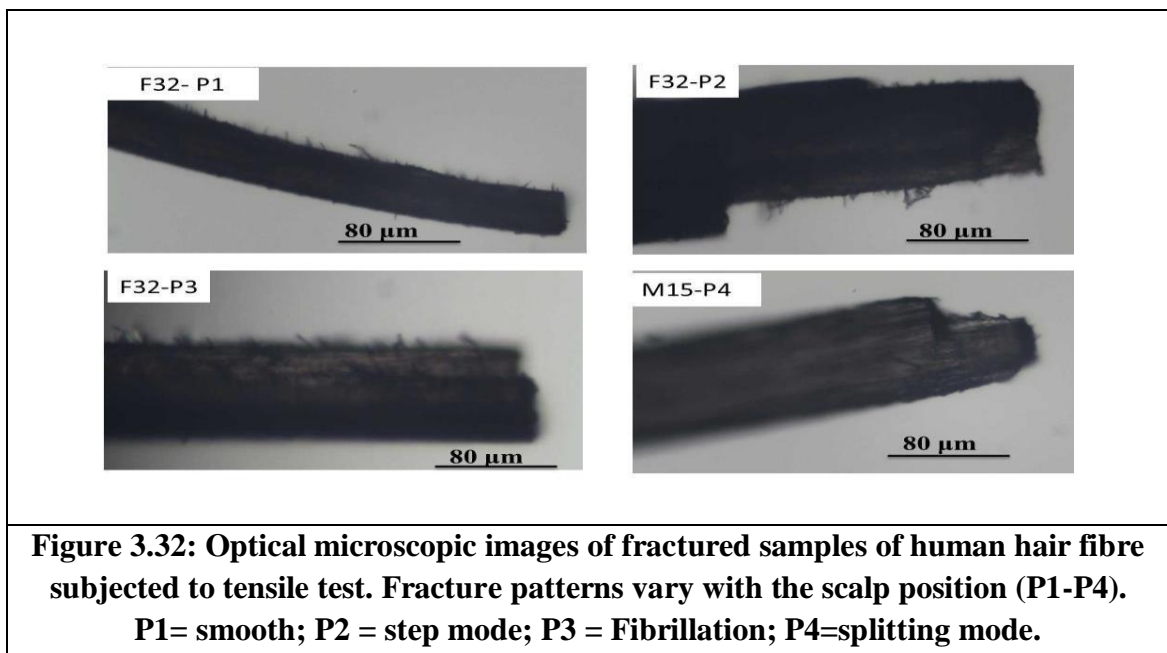 F32- P1
F32-P2
80 µm
80 µm
F32-P3
M15-P4
80 µm
80 µm
Figure 3.32: Optical microscopic images of fractured samples of human hair fibre
subjected to tensile test. Fracture patterns vary with the scalp position (P1-P4).
P1= smooth; P2 = step mode; P3 = Fibrillation; P4=splitting mode.